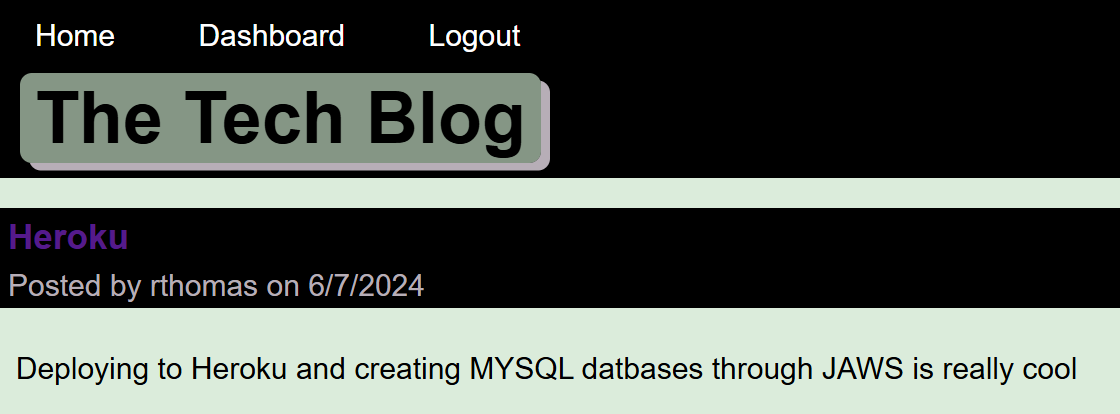 Home Dashboard Logout
The Tech Blog
Heroku
Posted by rthomas on 6/7/2024
Deploying to Heroku and creating MYSQL datbases through JAWS is really cool